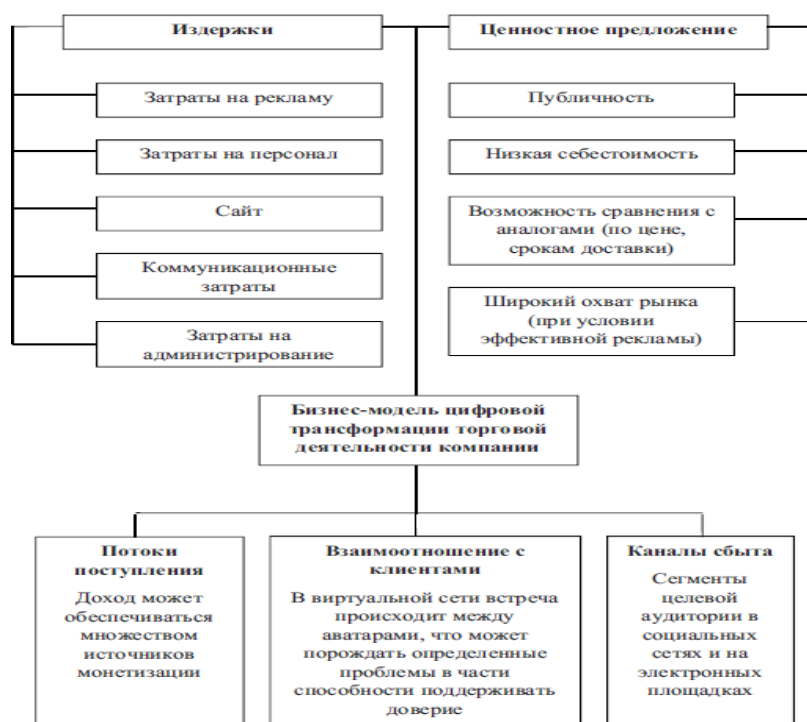 Издержки
Затраты на рекламу
Затраты на персонал
Сайт
Коммуникационные
затраты
Затраты на
администрирование
Ценностное предложение
Публичность
Низкая себестоимость
Возможность сравнения с
аналогами (по цене,
срокам доставки)
Широкий охват рынка
(при условии
эффективной рекламы)
Бизнес-модель цифровой
трансформации торговой
деятельности компании
Потоки
поступления
Доход может
обеспечиваться
множеством
источников
монетизации
Взаимоотношение с
клиентами
В виртуальной сети встреча
происходит между
аватарами, что может
порождать определенные
проблемы в части
способности поддерживать
доверие
Каналы сбыта
Сегменты
целевой
аудитории в
социальных
сетях и на
электронных
площадках